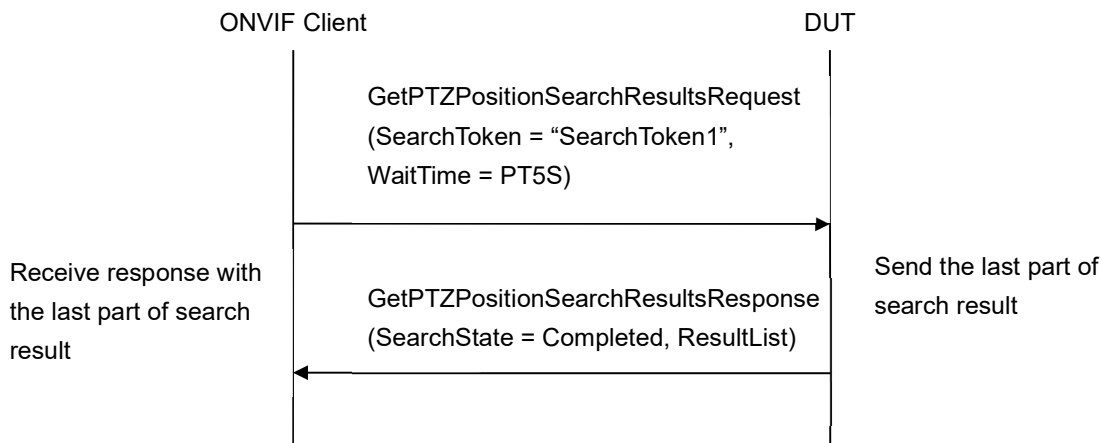 ONVIF Client
DUT
GetPTZPositionSearchResultsRequest
(SearchToken = “SearchToken1”,
WaitTime = PT5S)
Receive response with
the last part of search
result
GetPTZPositionSearchResultsResponse
(SearchState = Completed, ResultList)
Send the last part of
search result